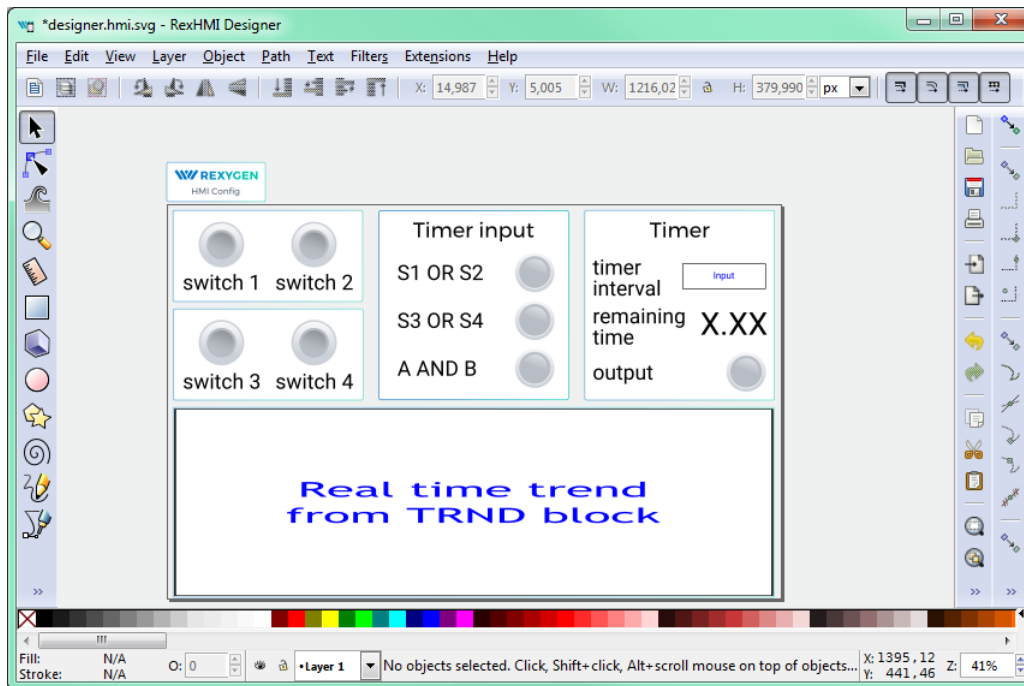 *designer.hmi.svg - RexHMI Designer
File Edit View Layer Object Path Text Filters Extensions Help
X: 14,987 Y: 5,005 W: 1216,02 H: 379,990 px
REXYGEN
HMI Config
switch 1 switch 2
switch 3 switch 4
Timer input
S1 OR S2
S3 OR S4
A AND B
Timer
timer
interval
Input
remaining
time
X.XX
output
Real time trend
from TRND block
Fill: N/A
Stroke: N/A
O: 0
•Layer 1
No objects selected. Click, Shift+click, Alt+scroll mouse on top of objects...
X: 1395,12
Y: 441,46
Z: 41%